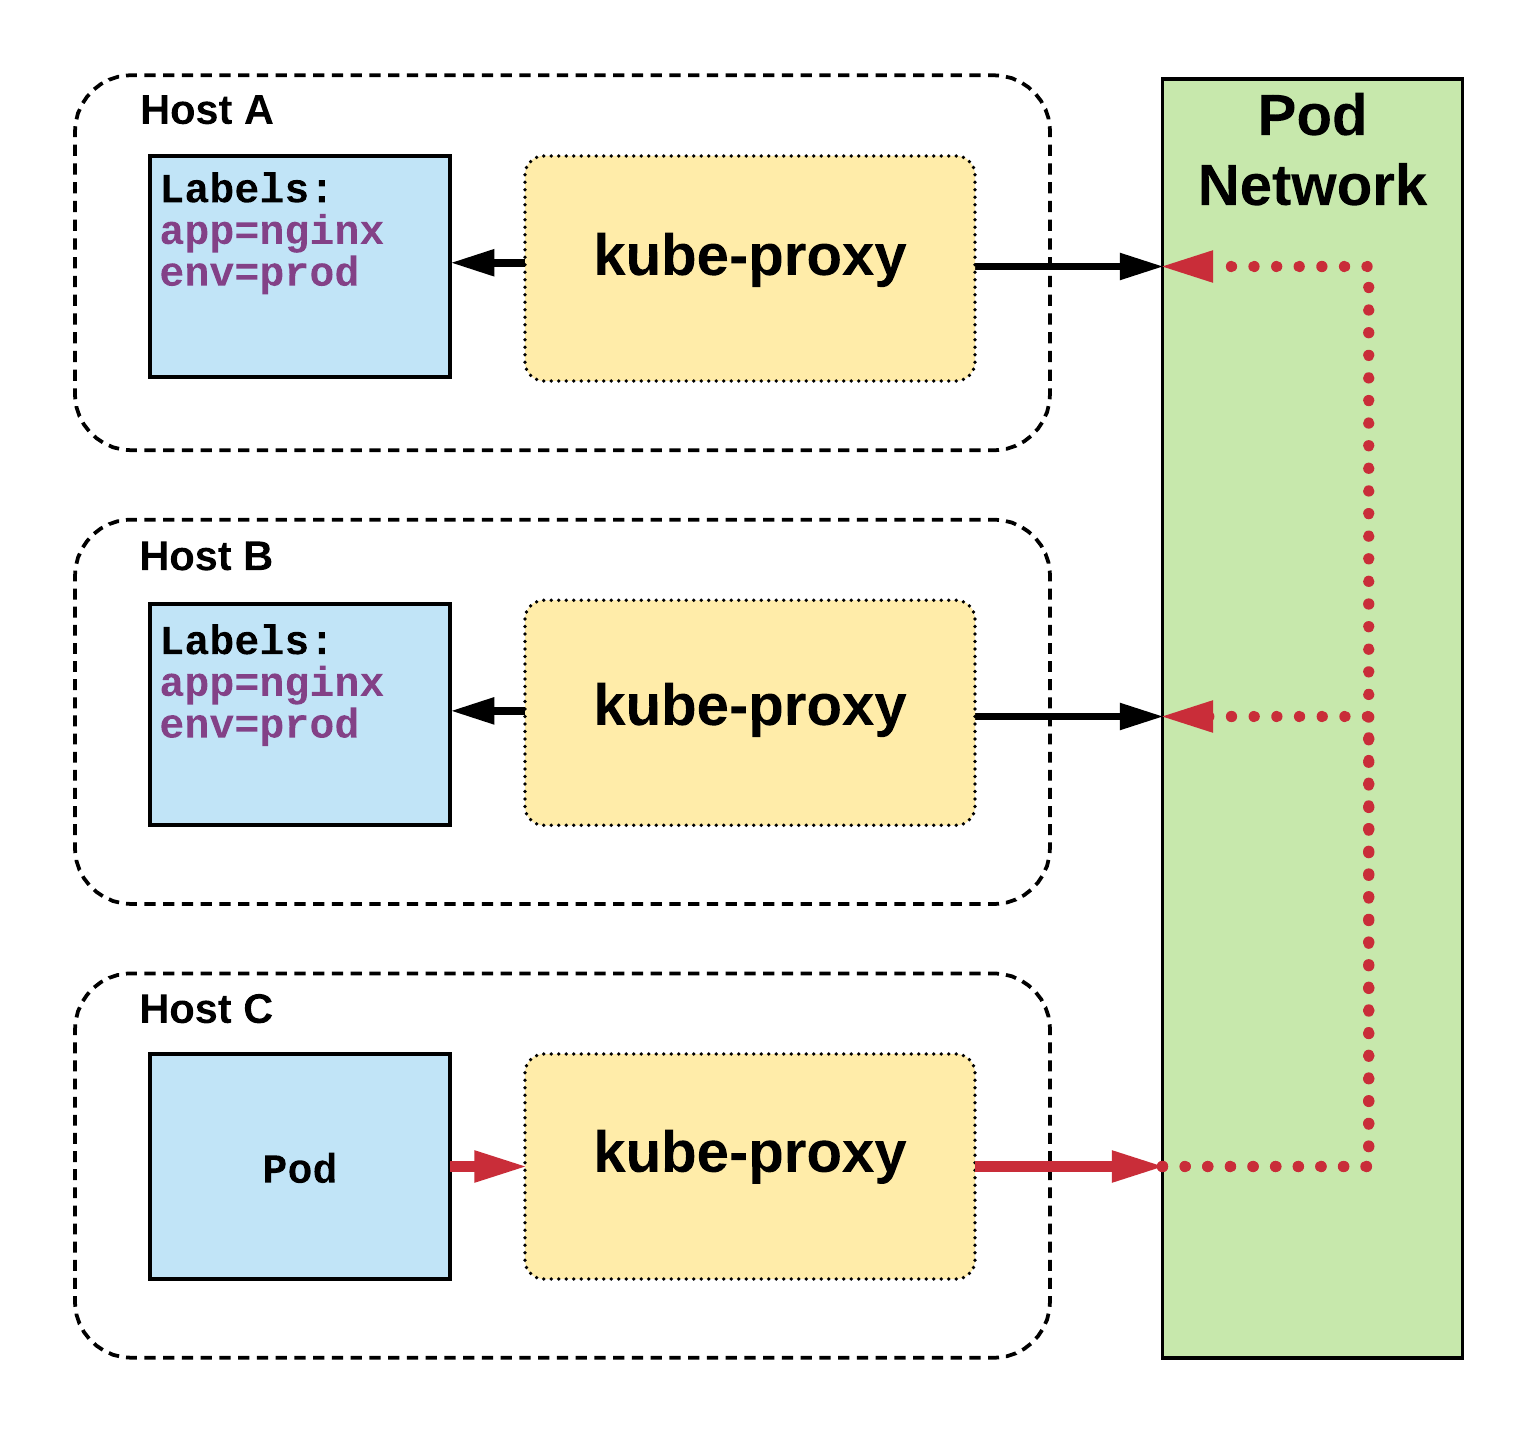 Host A
Labels:
app=nginx
env=prod
kube-proxy
Pod
Network
Host B
Labels:
app=nginx
env=prod
kube-proxy
Host C
Pod
kube-proxy